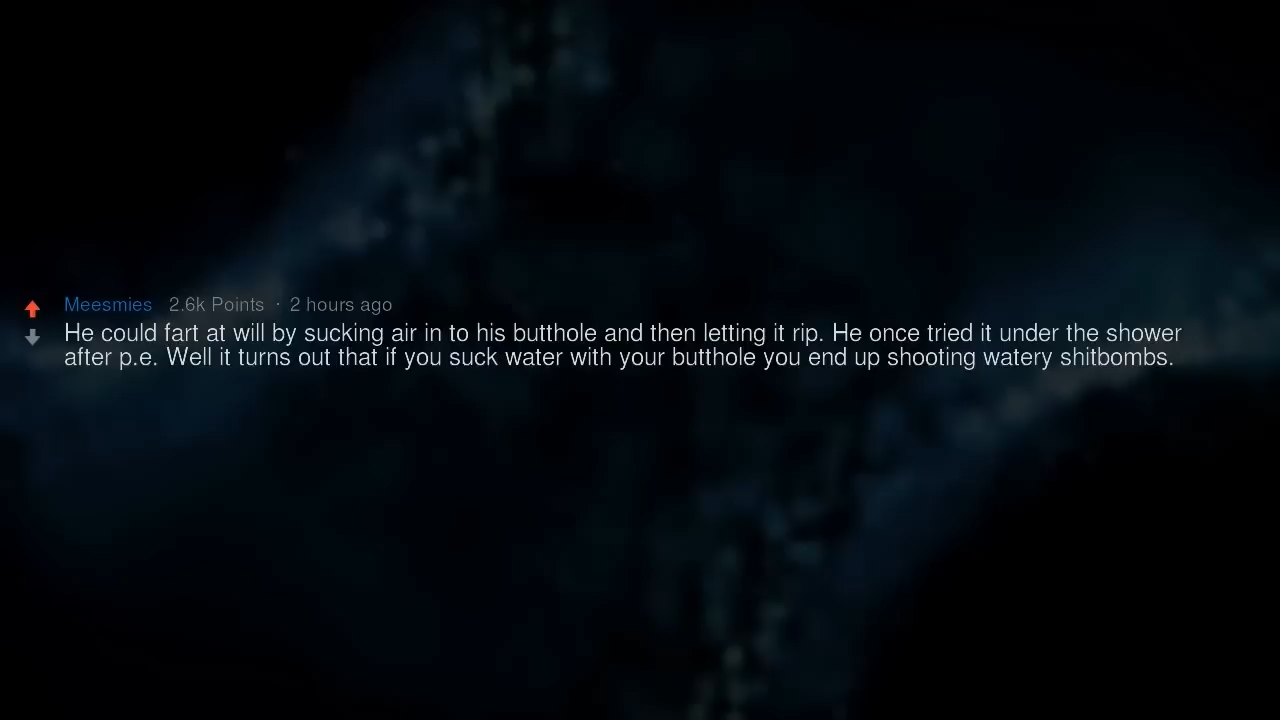 Meesmies 2.6k Points · 2 hours ago
He could fart at will by sucking air in to his butthole and then letting it rip. He once tried it under the shower
after p.e. Well it turns out that if you suck water with your butthole you end up shooting watery shitbombs.